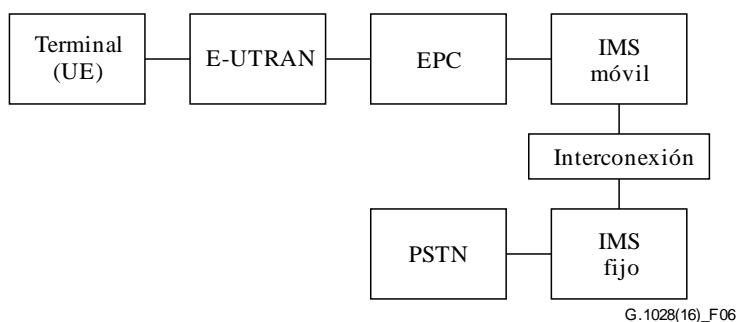 Terminal
(UE)
E-UTRAN
EPC
IMS
móvil
Interconexión
PSTN
IMS
fijo
G.1028(16)_F06